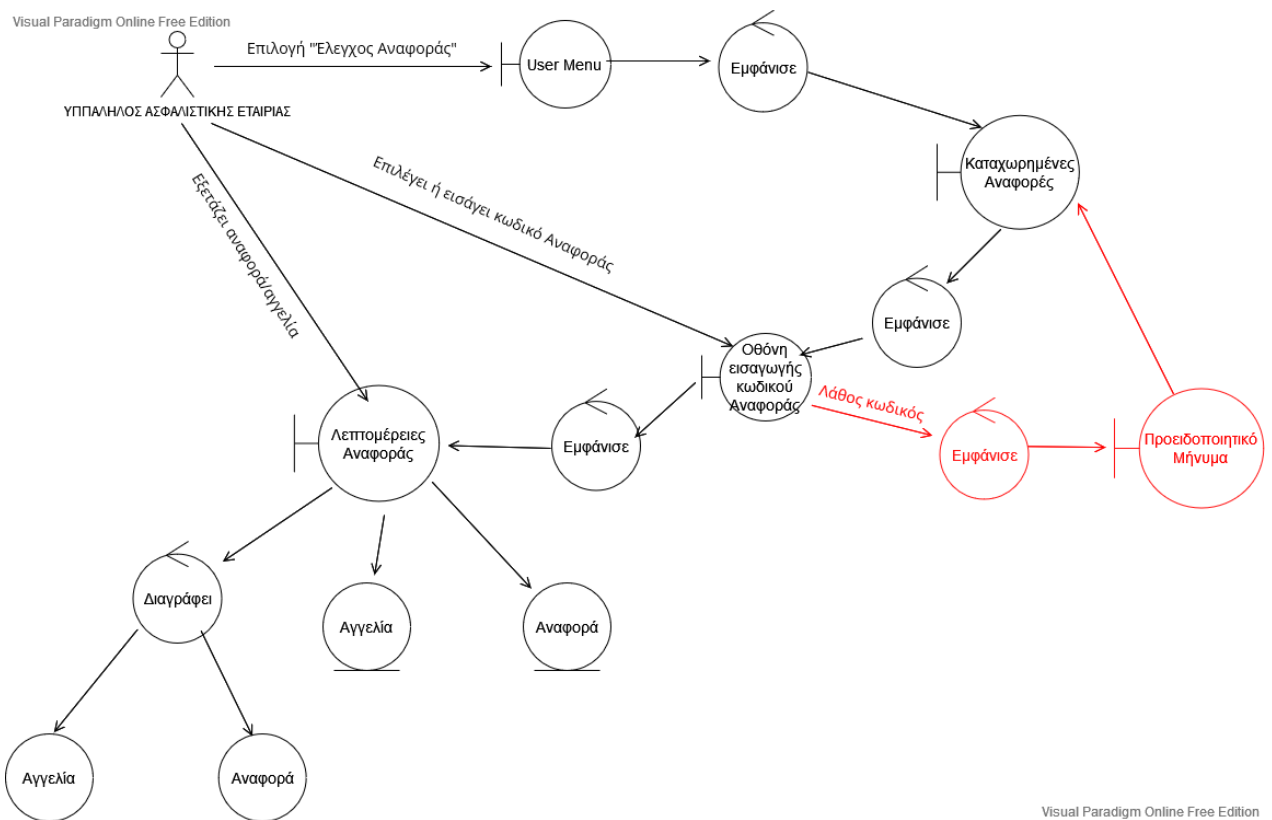 Visual Paradigm Online Free Edition
Επιλογή "Έλεγχος Αναφοράς"
User Menu
Εμφάνισε
ΥΠΠΑΛΗΛΟΣ ΑΣΦΑΛΙΣΤΙΚΗΣ ΕΤΑΙΡΙΑΣ
Καταχωρημένες
Αναφορές
Επιλέγει ή εισάγει κωδικό Αναφοράς
Εξετάζει αναφορά/αγγελία
Εμφάνισε
Οθόνη
εισαγωγής
κωδικού
Αναφοράς
Λάθος κωδικός
Λεπτομέρειες
Αναφοράς
Εμφάνισε
Εμφάνισε
Προειδοποιητικό
Μήνυμα
Διαγράφει
Αγγελία
Αναφορά
Αγγελία
Αναφορά
Visual Paradigm Online Free Edition